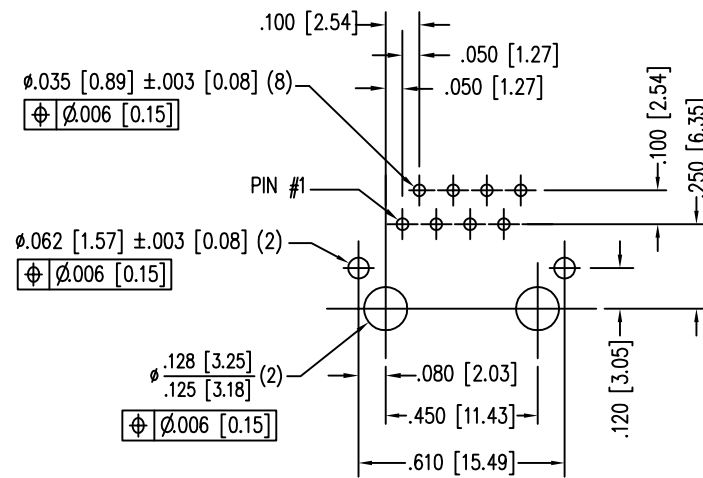 .100 [2.54]
.050 [1.27]
⌀.035 [0.89] ±.003 [0.08] (8)
.050 [1.27]
⌖ ⌀.006 [0.15]
.100 [2.54]
.250 [6.35]
PIN #1
⌀.062 [1.57] ±.003 [0.08] (2)
⌖ ⌀.006 [0.15]
⌀ .128 [3.25]
.125 [3.18] (2)
.080 [2.03]
.120 [3.05]
⌖ ⌀.006 [0.15]
.450 [11.43]
.610 [15.49]